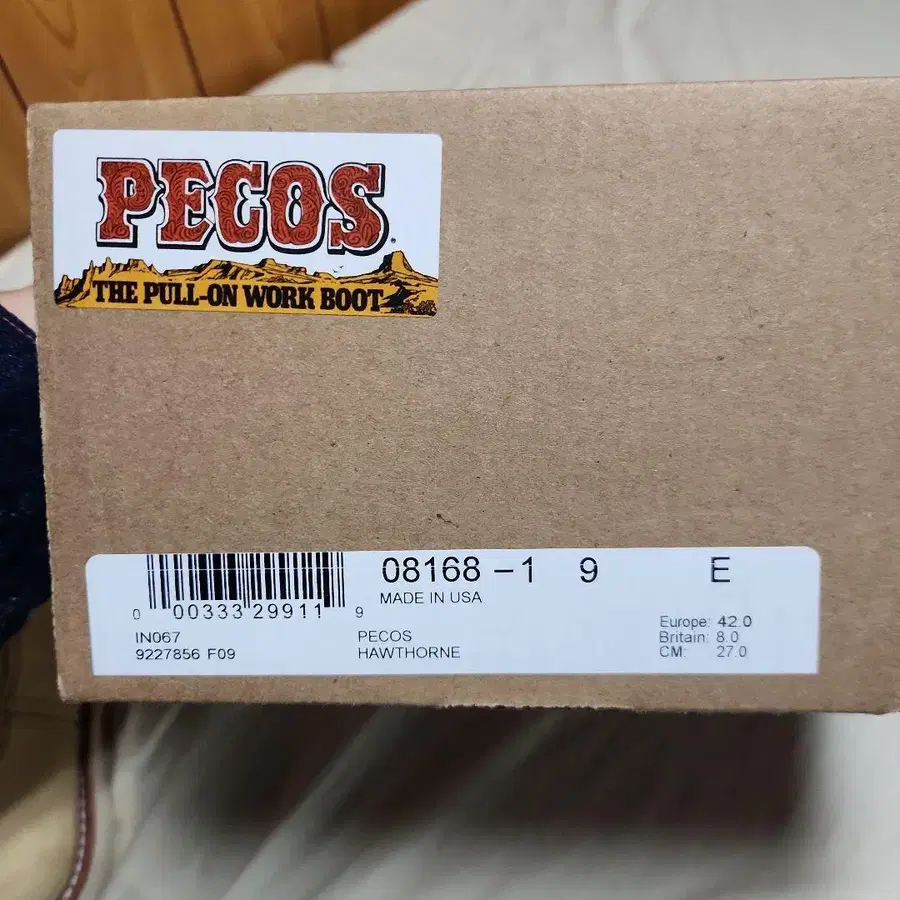 PECOS®
THE PULL-ON WORK BOOT
08168-1 9 E
MADE IN USA
0 00333 29911 9
IN067
9227856 F09
PECOS
HAWTHORNE
Europe: 42.0
Britain: 8.0
CM: 27.0